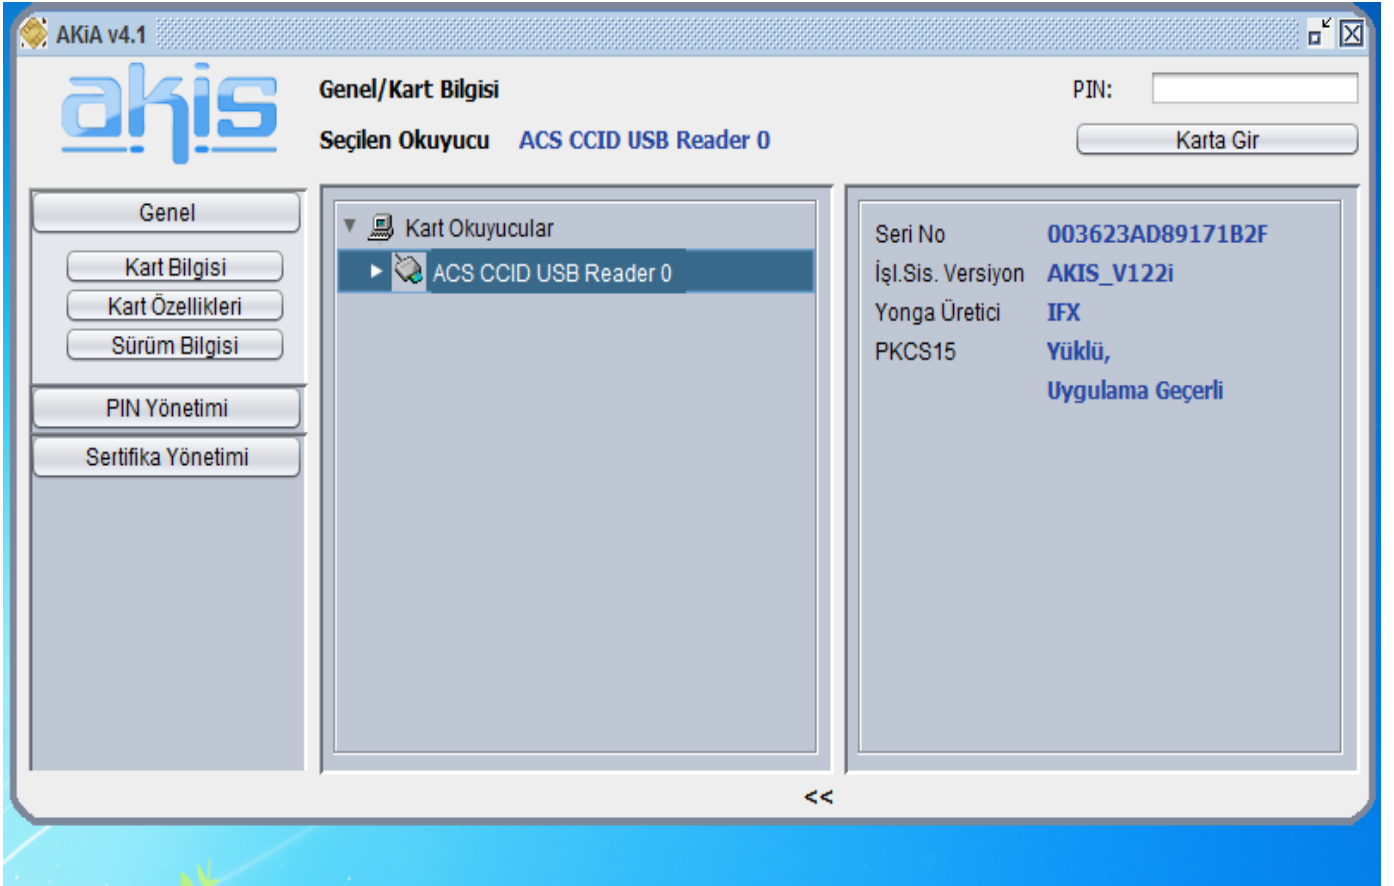 AKiA v4.1
akis
Genel/Kart Bilgisi
PIN:
Seçilen Okuyucu ACS CCID USB Reader 0
Karta Gir
Genel
Kart Bilgisi
Kart Özellikleri
Sürüm Bilgisi
PIN Yönetimi
Sertifika Yönetimi
Kart Okuyucular
ACS CCID USB Reader 0
Seri No 003623AD89171B2F
İşl.Sis. Versiyon AKIS_V122i
Yonga Üretici IFX
PKCS15 Yüklü,
Uygulama Geçerli
<<